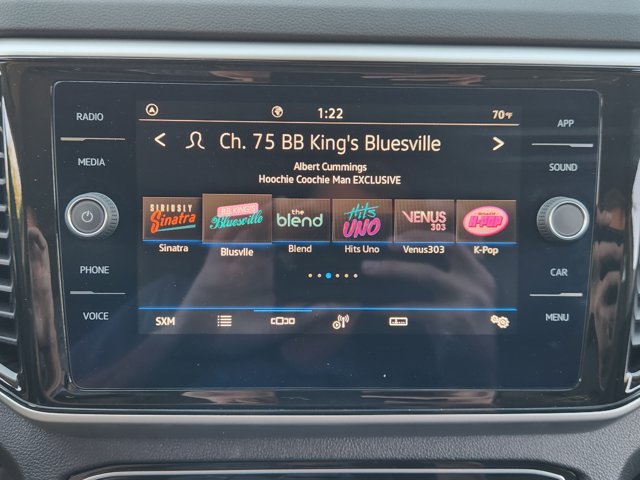 RADIO
MEDIA
PHONE
VOICE
1:22
70°F
Ch. 75 BB King's Bluesville
Albert Cummings
Hoochie Coochie Man EXCLUSIVE
SIRIUSLY Sinatra
B.B. KING'S Bluesville
the blend
Hits UNO
VENUS 303
K-POP
Sinatra
Blusvlle
Blend
Hits Uno
Venus303
K-Pop
SXM
APP
SOUND
CAR
MENU